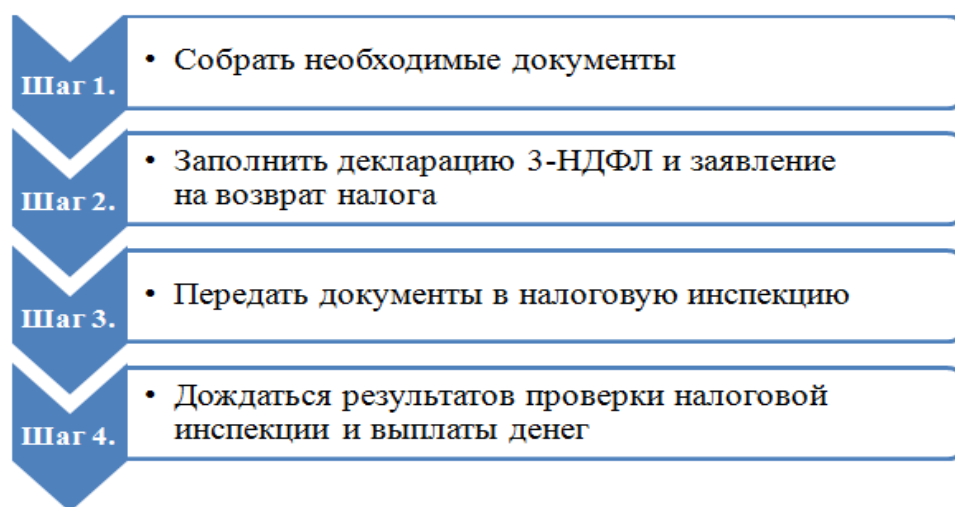 Шаг 1.
• Собрать необходимые документы
Шаг 2.
• Заполнить декларацию 3-НДФЛ и заявление
на возврат налога
Шаг 3.
• Передать документы в налоговую инспекцию
Шаг 4.
• Дождаться результатов проверки налоговой
инспекции и выплаты денег